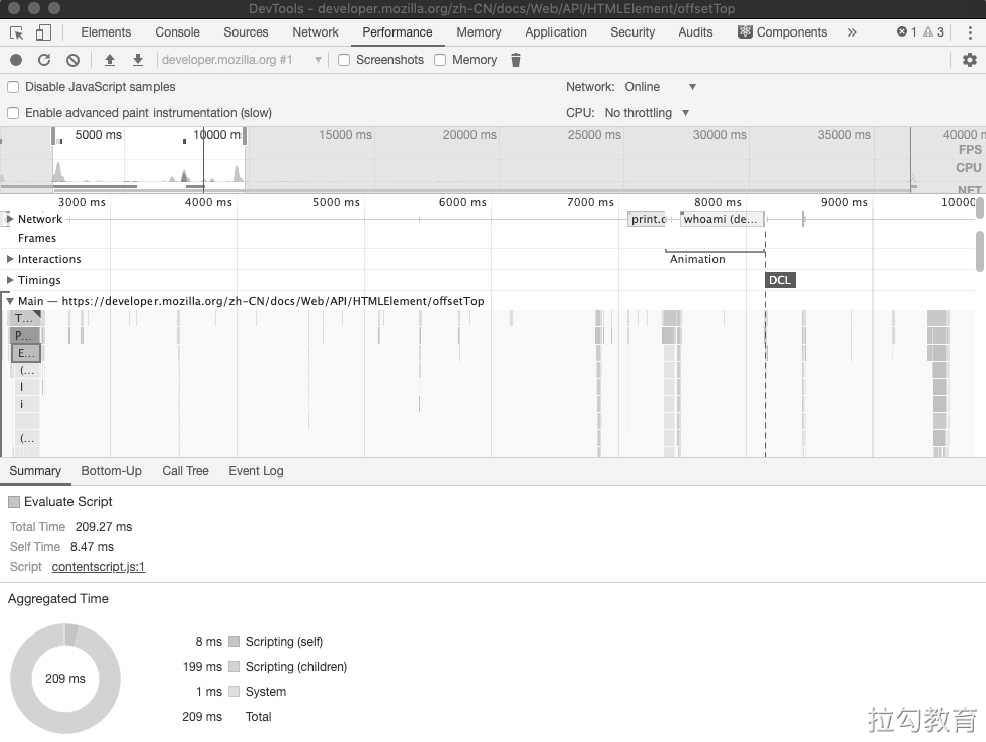 DevTools - developer.mozilla.org/zh-CN/docs/Web/API/HTMLElement/offsetTop
Elements Console Sources Network Performance Memory Application Security Audits Components » 1 3
developer.mozilla.org #1 ▼ Screenshots Memory
Disable JavaScript samples Network: Online ▼
Enable advanced paint instrumentation (slow) CPU: No throttling ▼
5000 ms 10000 ms 15000 ms 20000 ms 25000 ms 30000 ms 35000 ms 40000 m
FPS
CPU
NET
3000 ms 4000 ms 5000 ms 6000 ms 7000 ms 8000 ms 9000 ms 10000
Network print.c whoami (de…
Frames
Interactions Animation
Timings DCL
Main — https://developer.mozilla.org/zh-CN/docs/Web/API/HTMLElement/offsetTop
T…
P…
E…
(…
l
i
(…
Summary Bottom-Up Call Tree Event Log
Evaluate Script
Total Time 209.27 ms
Self Time 8.47 ms
Script contentscript.js:1
Aggregated Time
8 ms Scripting (self)
199 ms Scripting (children)
209 ms
1 ms System
209 ms Total
拉勾教育